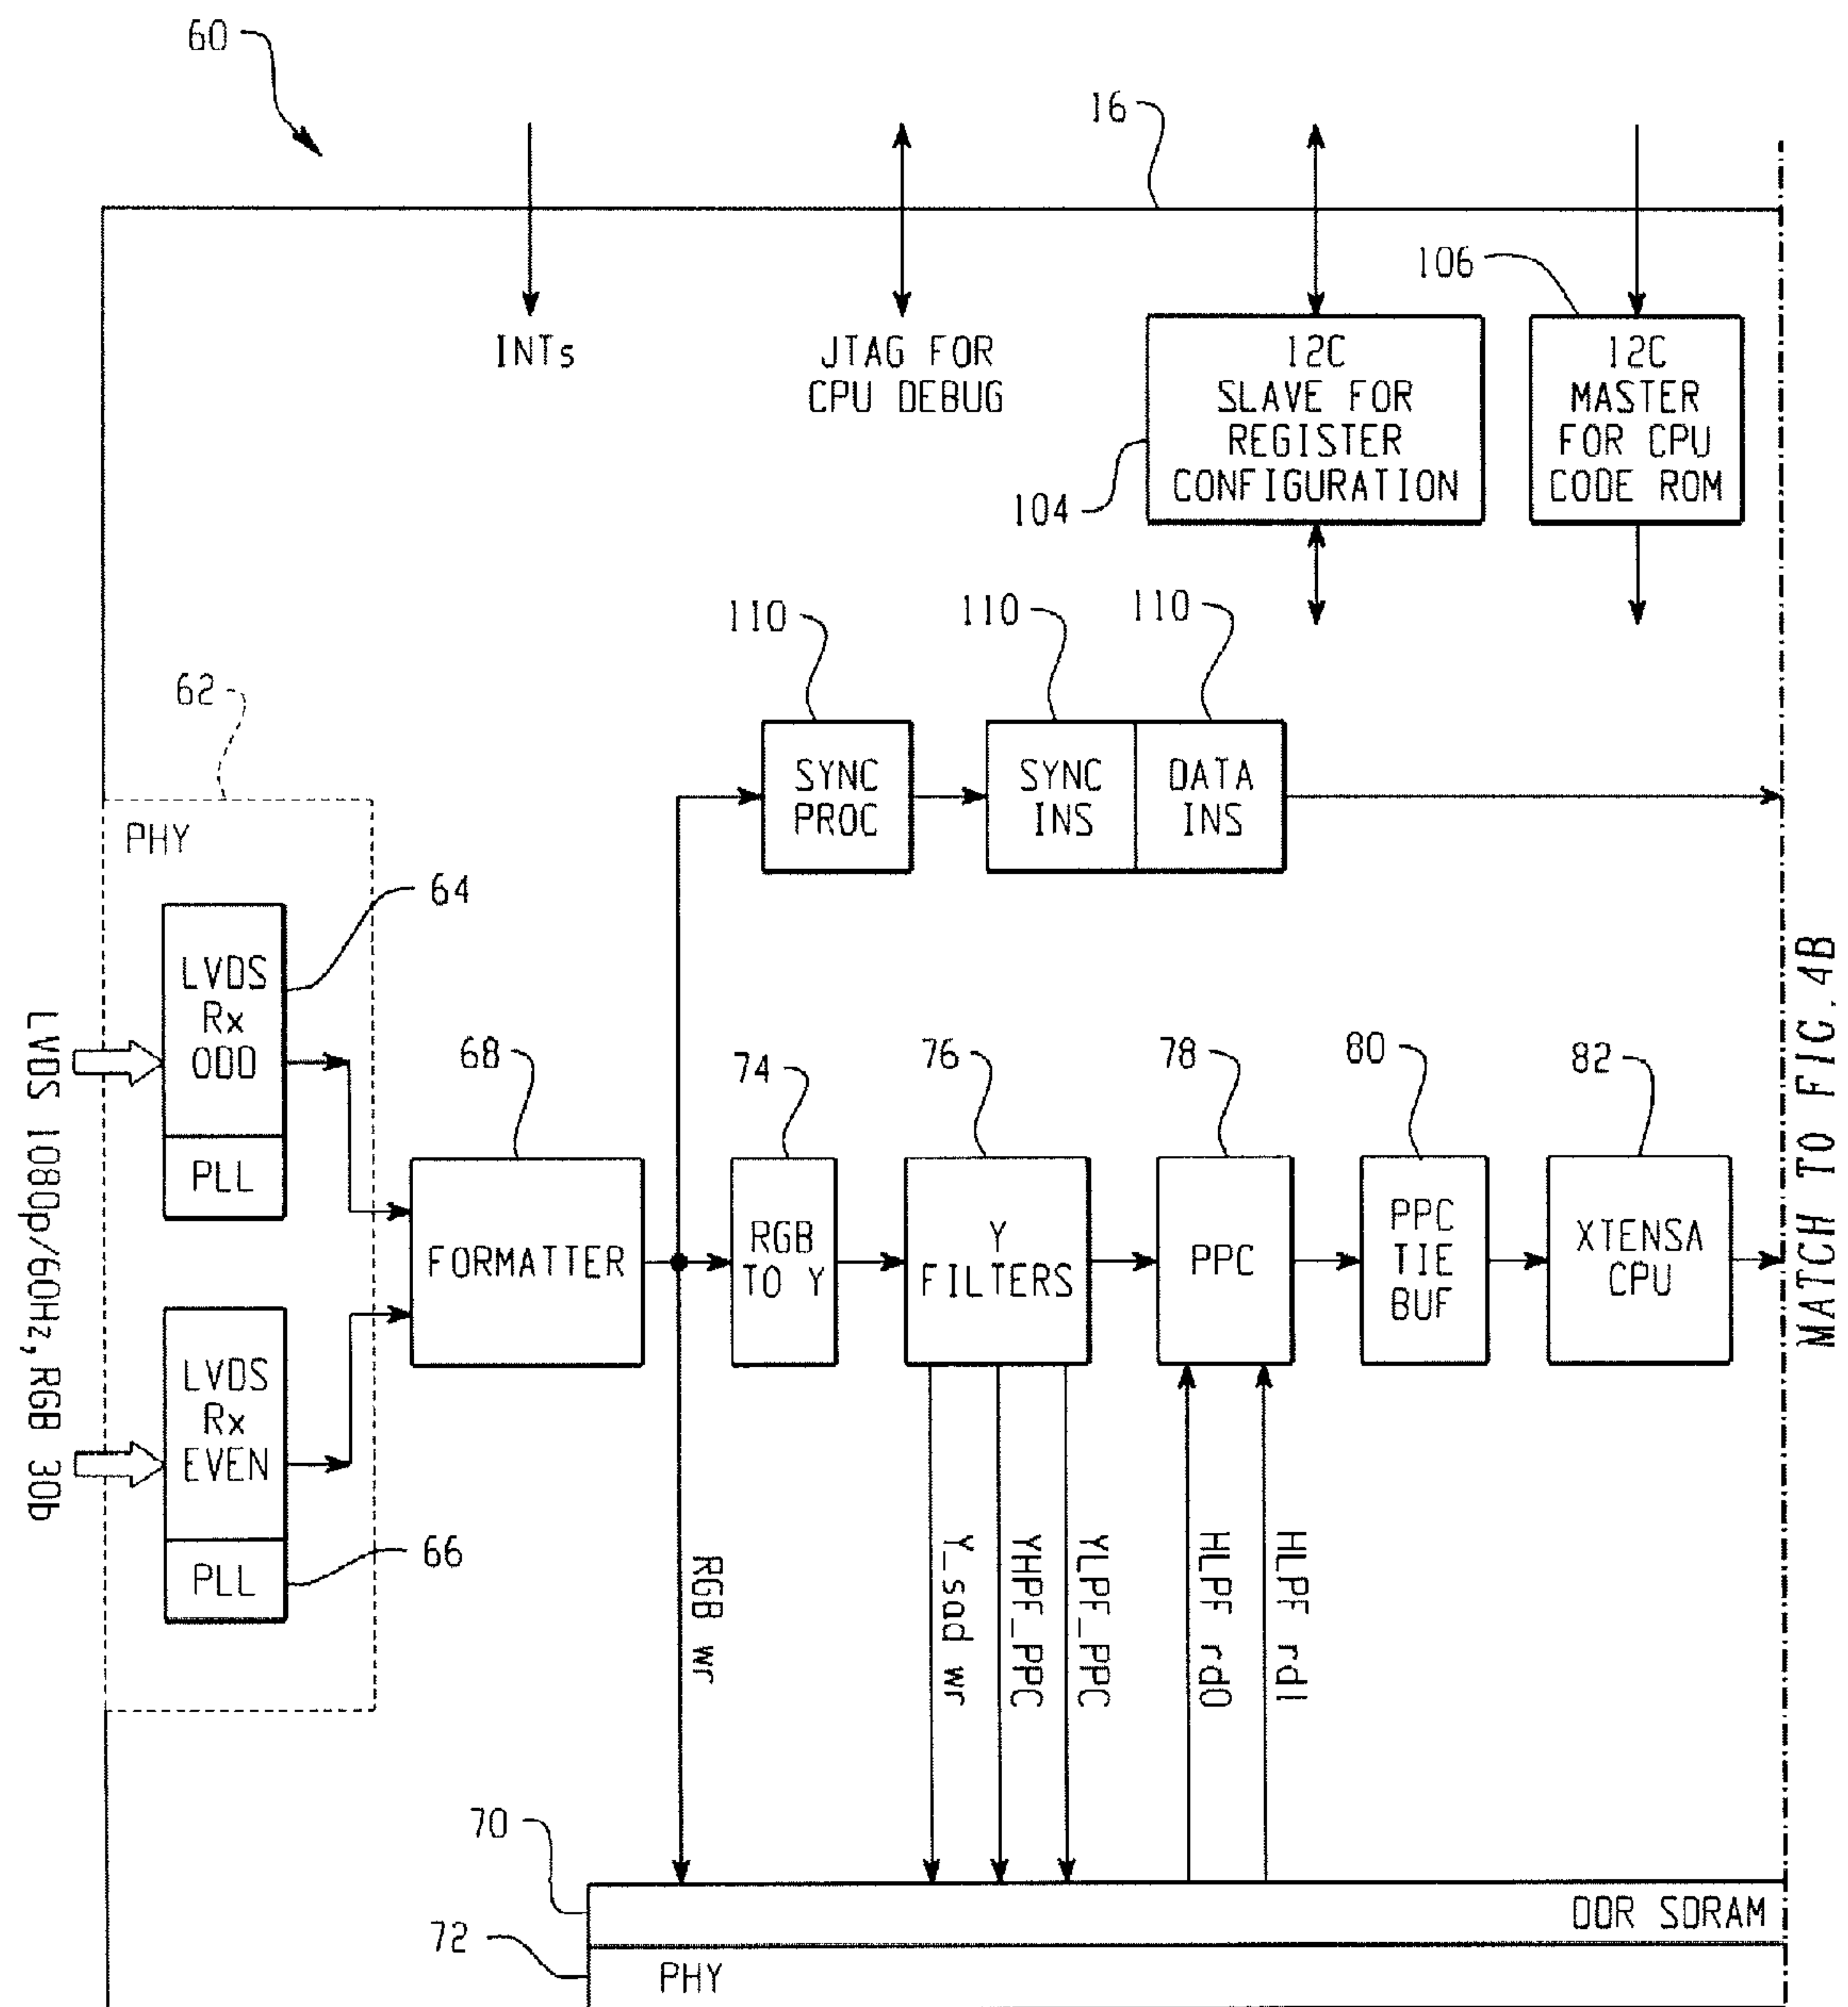 60
16
106
INTs
JTAG FOR
CPU DEBUG
12C
SLAVE FOR
REGISTER
CONFIGURATION
12C
MASTER
FOR CPU
CODE ROM
104
110
110
110
62
SYNC
PROC
SYNC
INS
DATA
INS
PHY
64
LVDS
Rx
ODD
PLL
LVDS 1080p/60Hz, RGB 30b
68
74
76
78
80
82
FORMATTER
RGB
TO Y
Y
FILTERS
PPC
PPC
TIE
BUF
XTENSA
CPU
MATCH TO FIG. 4B
LVDS
Rx
EVEN
PLL
66
RGB wr
Y_sad wr
YHPF_PPC
YLPF_PPC
HLPF rd0
HLPF rd1
70
DDR SDRAM
72
PHY